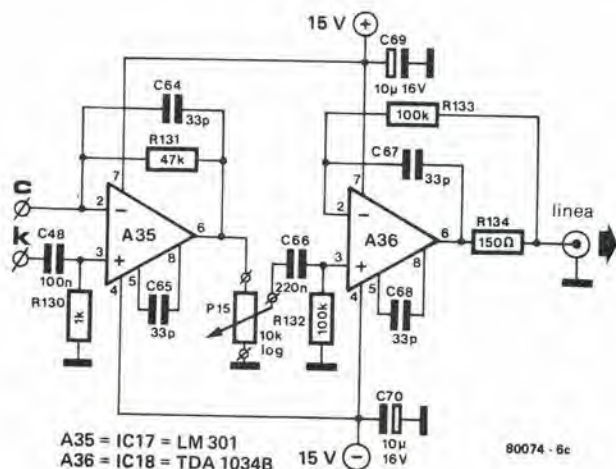 15 V +
C69
10µ 16V
C64
33p
R131
47k
R133
100k
C67
33p
7
7
n
2
−
6
A35
k
C48
100n
3
+
8
4
5
R130
1k
C65
33p
P15
10k
log
C66
220n
R132
100k
2
−
6
A36
3
+
8
4
5
C68
33p
R134
150Ω
linea
C70
10µ
16V
15 V −
A35 = IC17 = LM 301
A36 = IC18 = TDA 1034B
80074 - 6c